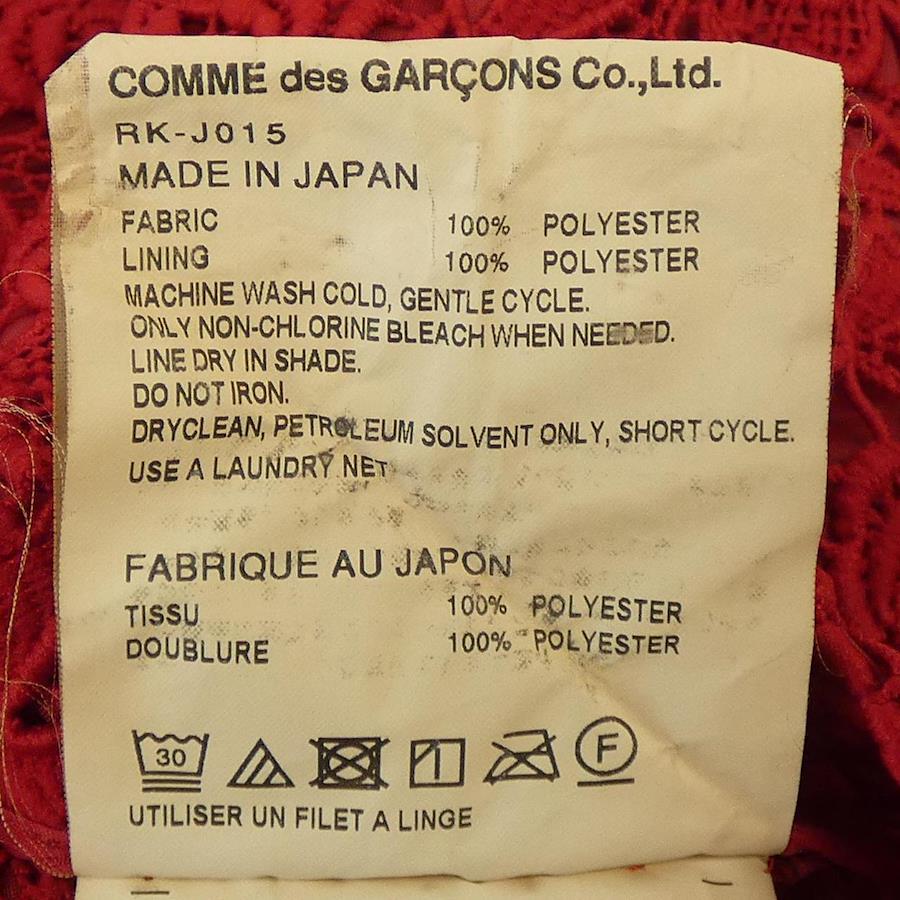 COMME des GARÇONS Co.,Ltd.
RK-J015
MADE IN JAPAN
FABRIC 100% POLYESTER
LINING 100% POLYESTER
MACHINE WASH COLD, GENTLE CYCLE.
ONLY NON-CHLORINE BLEACH WHEN NEEDED.
LINE DRY IN SHADE.
DO NOT IRON.
DRYCLEAN, PETROLEUM SOLVENT ONLY, SHORT CYCLE.
USE A LAUNDRY NET
FABRIQUE AU JAPON
TISSU 100% POLYESTER
DOUBLURE 100% POLYESTER
30 F
UTILISER UN FILET A LINGE